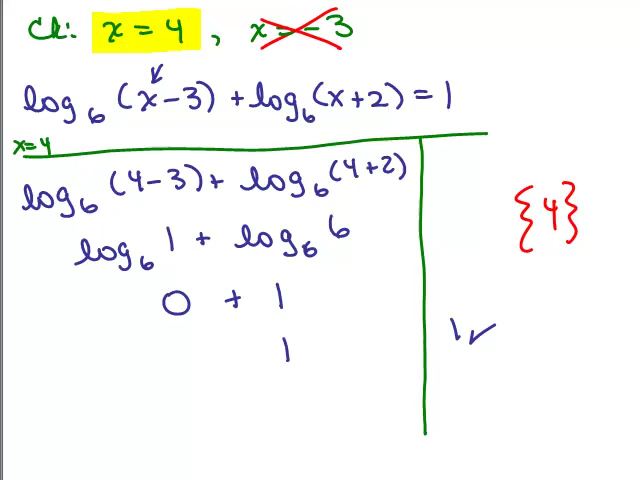 Ck: x = 4 , x = -3
log₆ (x - 3) + log₆ (x + 2) = 1
x=4
log₆ (4 - 3) + log₆ (4 + 2)
{4}
log₆ 1 + log₆ 6
0 + 1
1 1 ✓